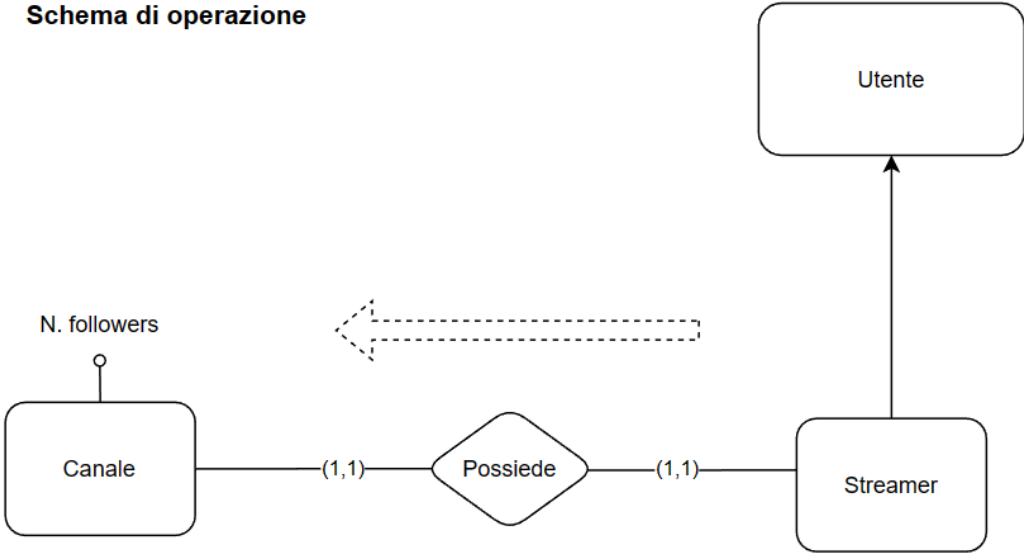 Schema di operazione
Utente
N. followers
Canale
(1,1)
Possiede
(1,1)
Streamer